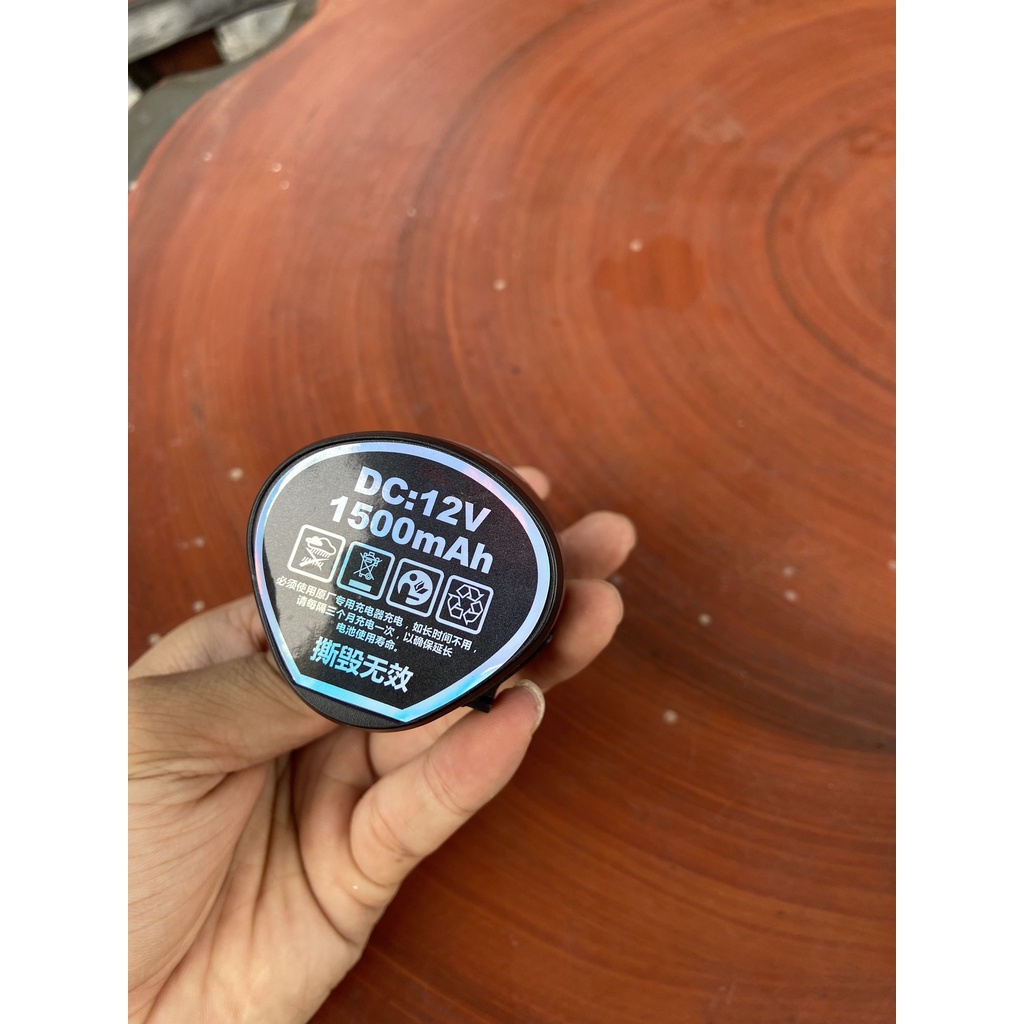 DC:12V
1500mAh
必须使用原厂专用充电器充电，如长时间不用，
请每隔三个月充电一次，以确保延长
电池使用寿命。
撕毁无效